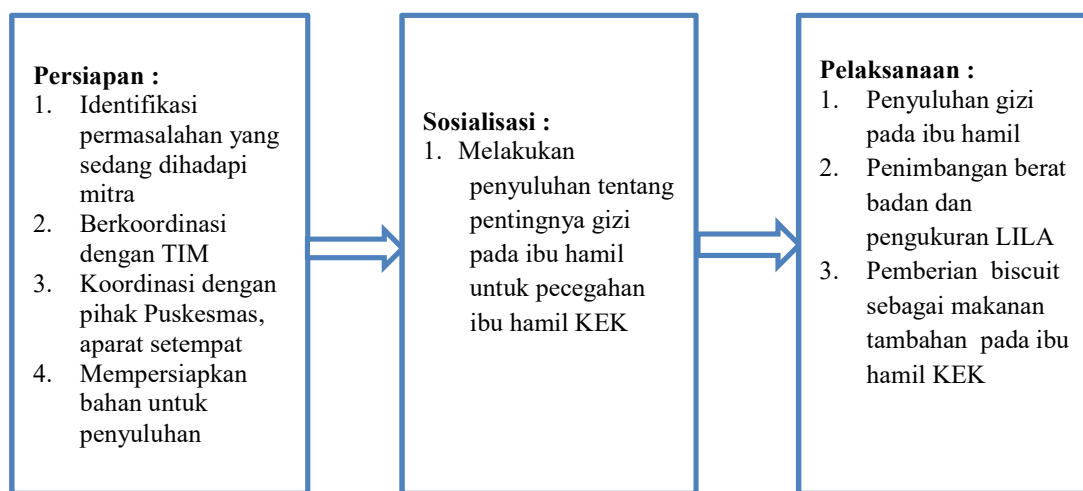 Persiapan :
1. Identifikasi
permasalahan yang
sedang dihadapi
mitra
2. Berkoordinasi
dengan TIM
3. Koordinasi dengan
pihak Puskesmas,
aparat setempat
4. Mempersiapkan
bahan untuk
penyuluhan
Sosialisasi :
1. Melakukan
penyuluhan tentang
pentingnya gizi
pada ibu hamil
untuk pecegahan
ibu hamil KEK
Pelaksanaan :
1. Penyuluhan gizi
pada ibu hamil
2. Penimbangan berat
badan dan
pengukuran LILA
3. Pemberian biscuit
sebagai makanan
tambahan pada ibu
hamil KEK